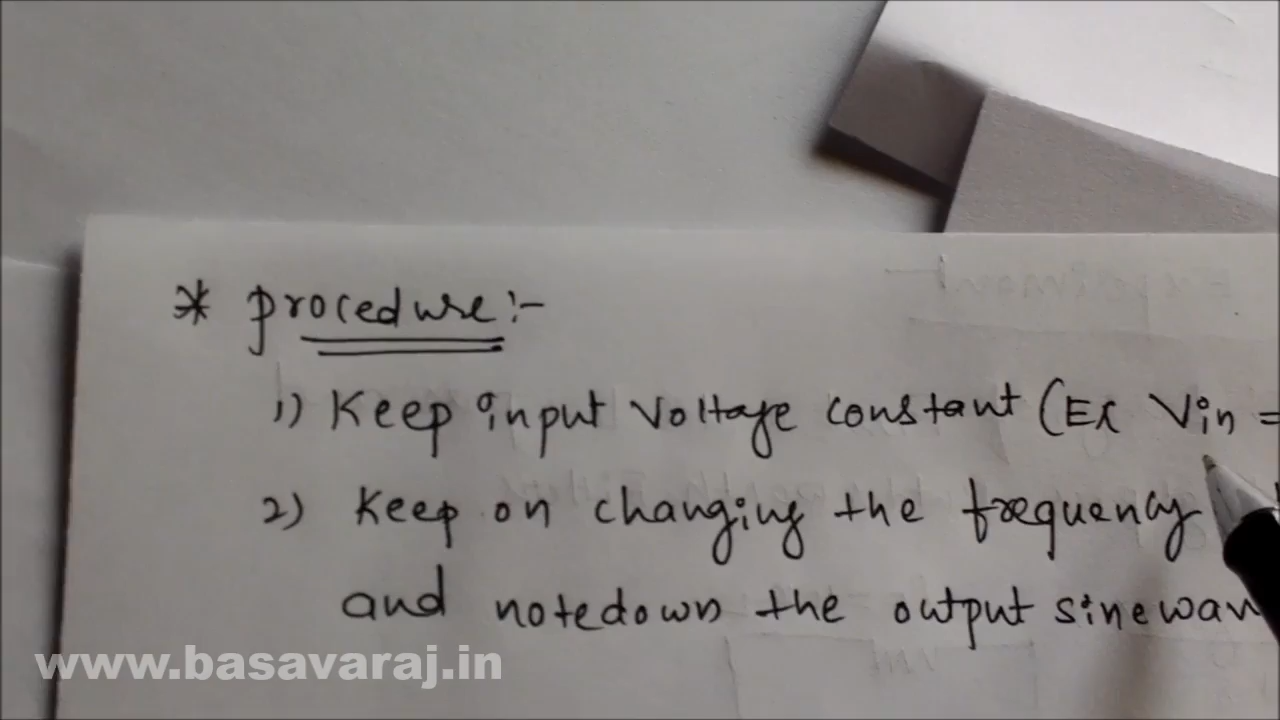 * Procedure:-
1) Keep input Voltage constant (Ex Vin =
2) Keep on changing the frequency
and notedown the output sinewav
www.basavaraj.in